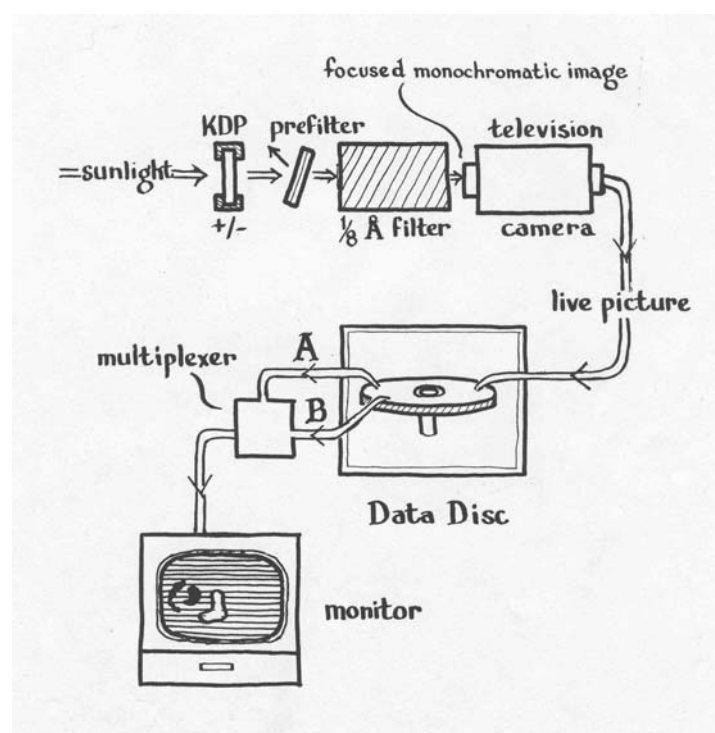 focused monochromatic image
KDP
prefilter
television
sunlight
+/-
1/8 Å filter
camera
live picture
multiplexer
A
B
Data Disc
monitor